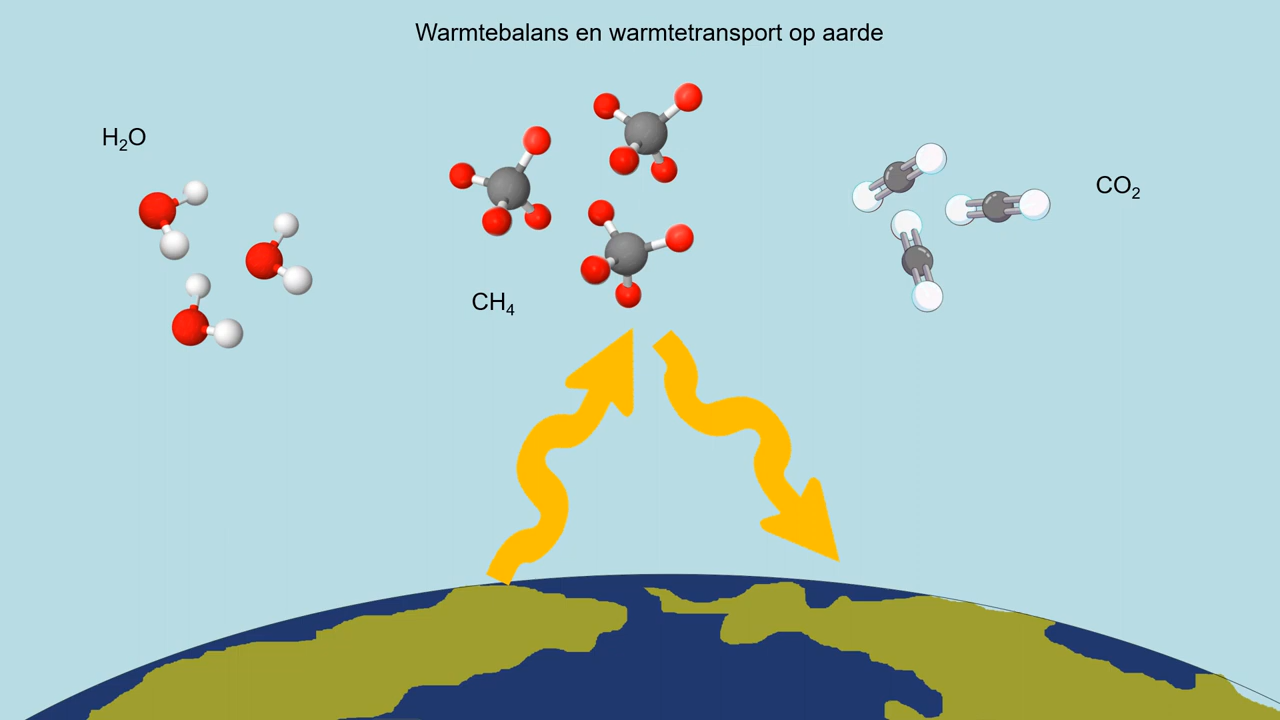 Warmtebalans en warmtetransport op aarde
H₂O
CO₂
CH₄